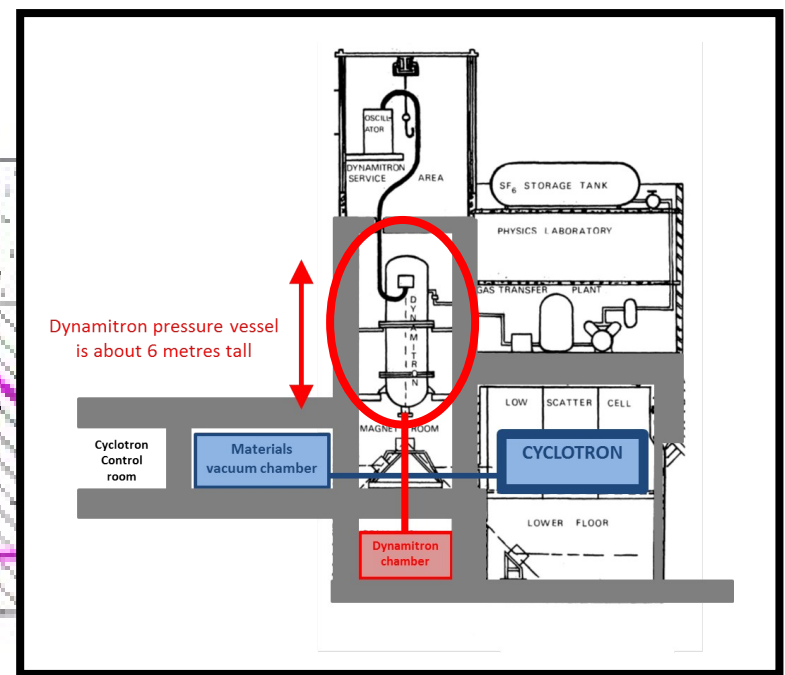 OSCILL-
ATOR
DYNAMITRON
SERVICE AREA
SF₆ STORAGE TANK
PHYSICS LABORATORY
GAS TRANSFER PLANT
DYNAMITRON
Dynamitron pressure vessel
is about 6 metres tall
LOW SCATTER CELL
MAGNET ROOM
Cyclotron
Control
room
Materials
vacuum chamber
CYCLOTRON
LOWER FLOOR
Dynamitron
chamber